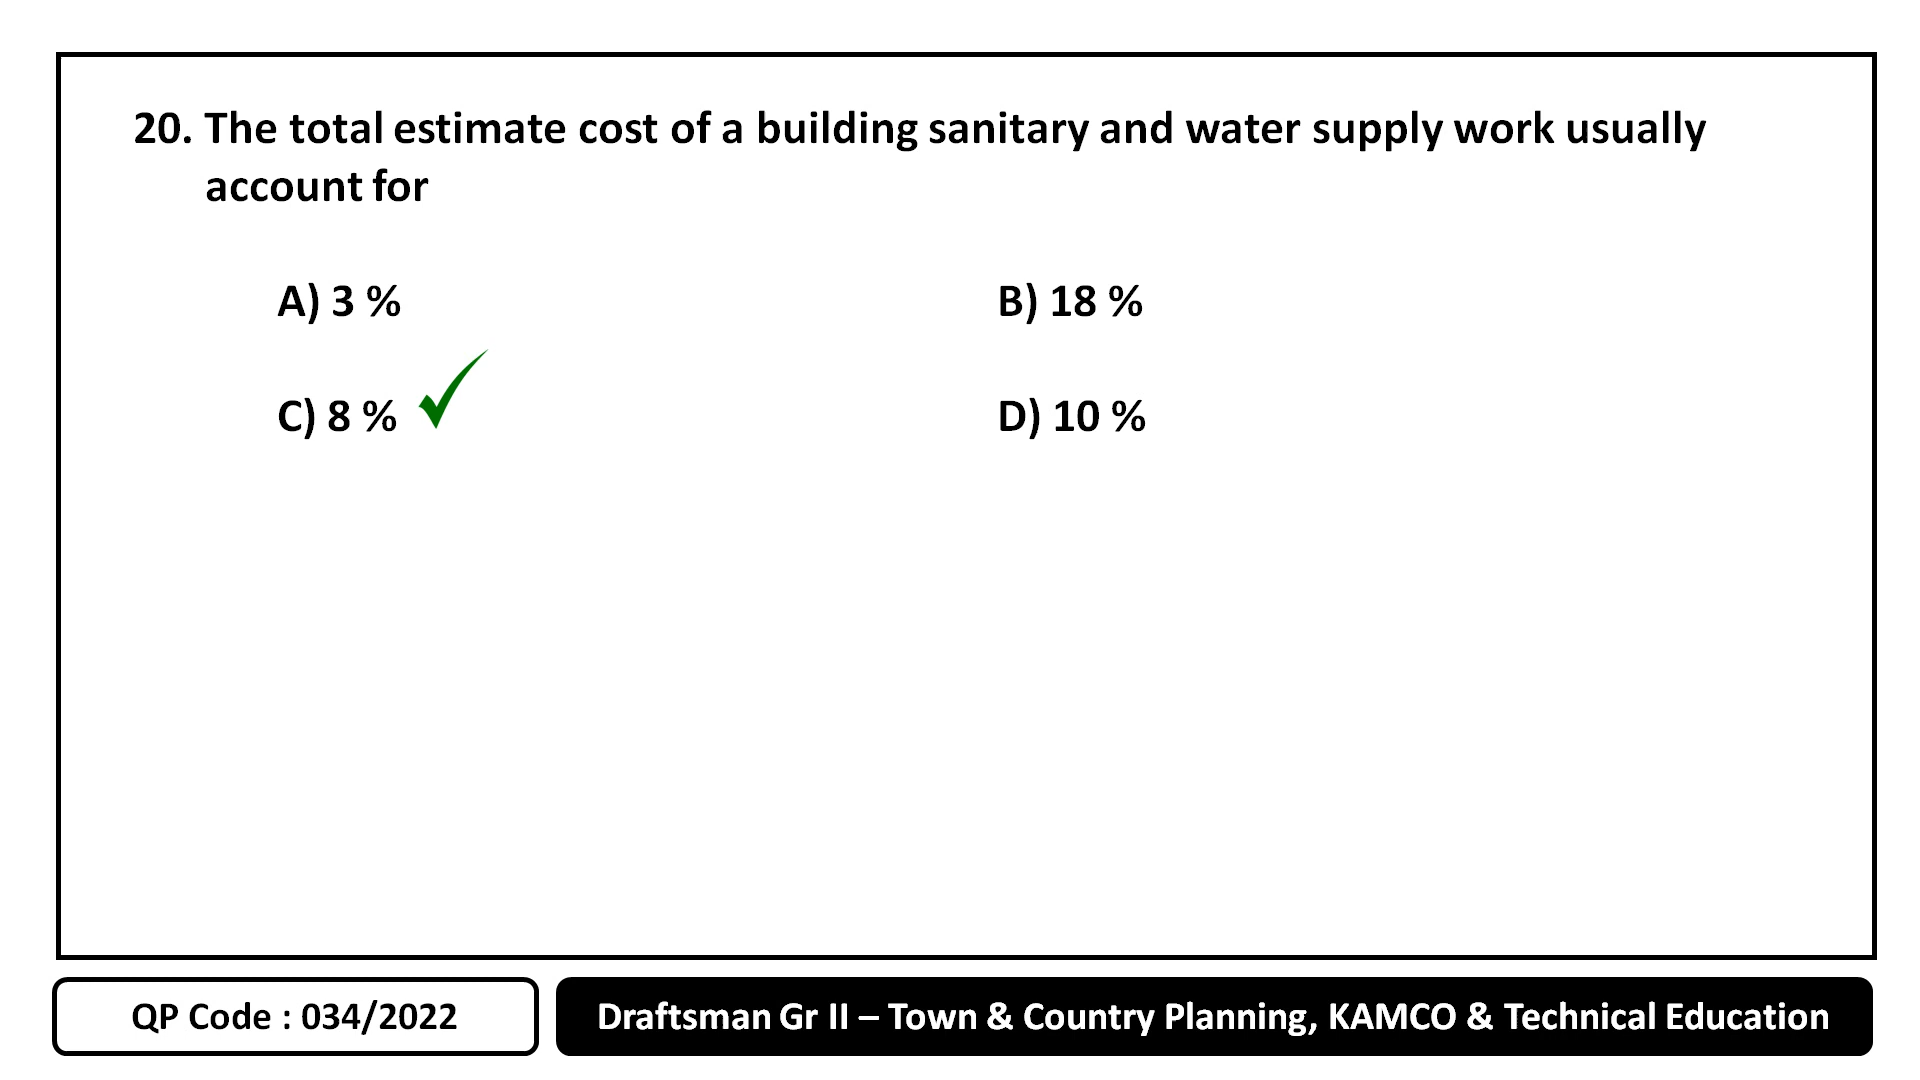 20. The total estimate cost of a building sanitary and water supply work usually
account for
A) 3 %
B) 18 %
C) 8 %
D) 10 %
QP Code : 034/2022
Draftsman Gr II – Town & Country Planning, KAMCO & Technical Education